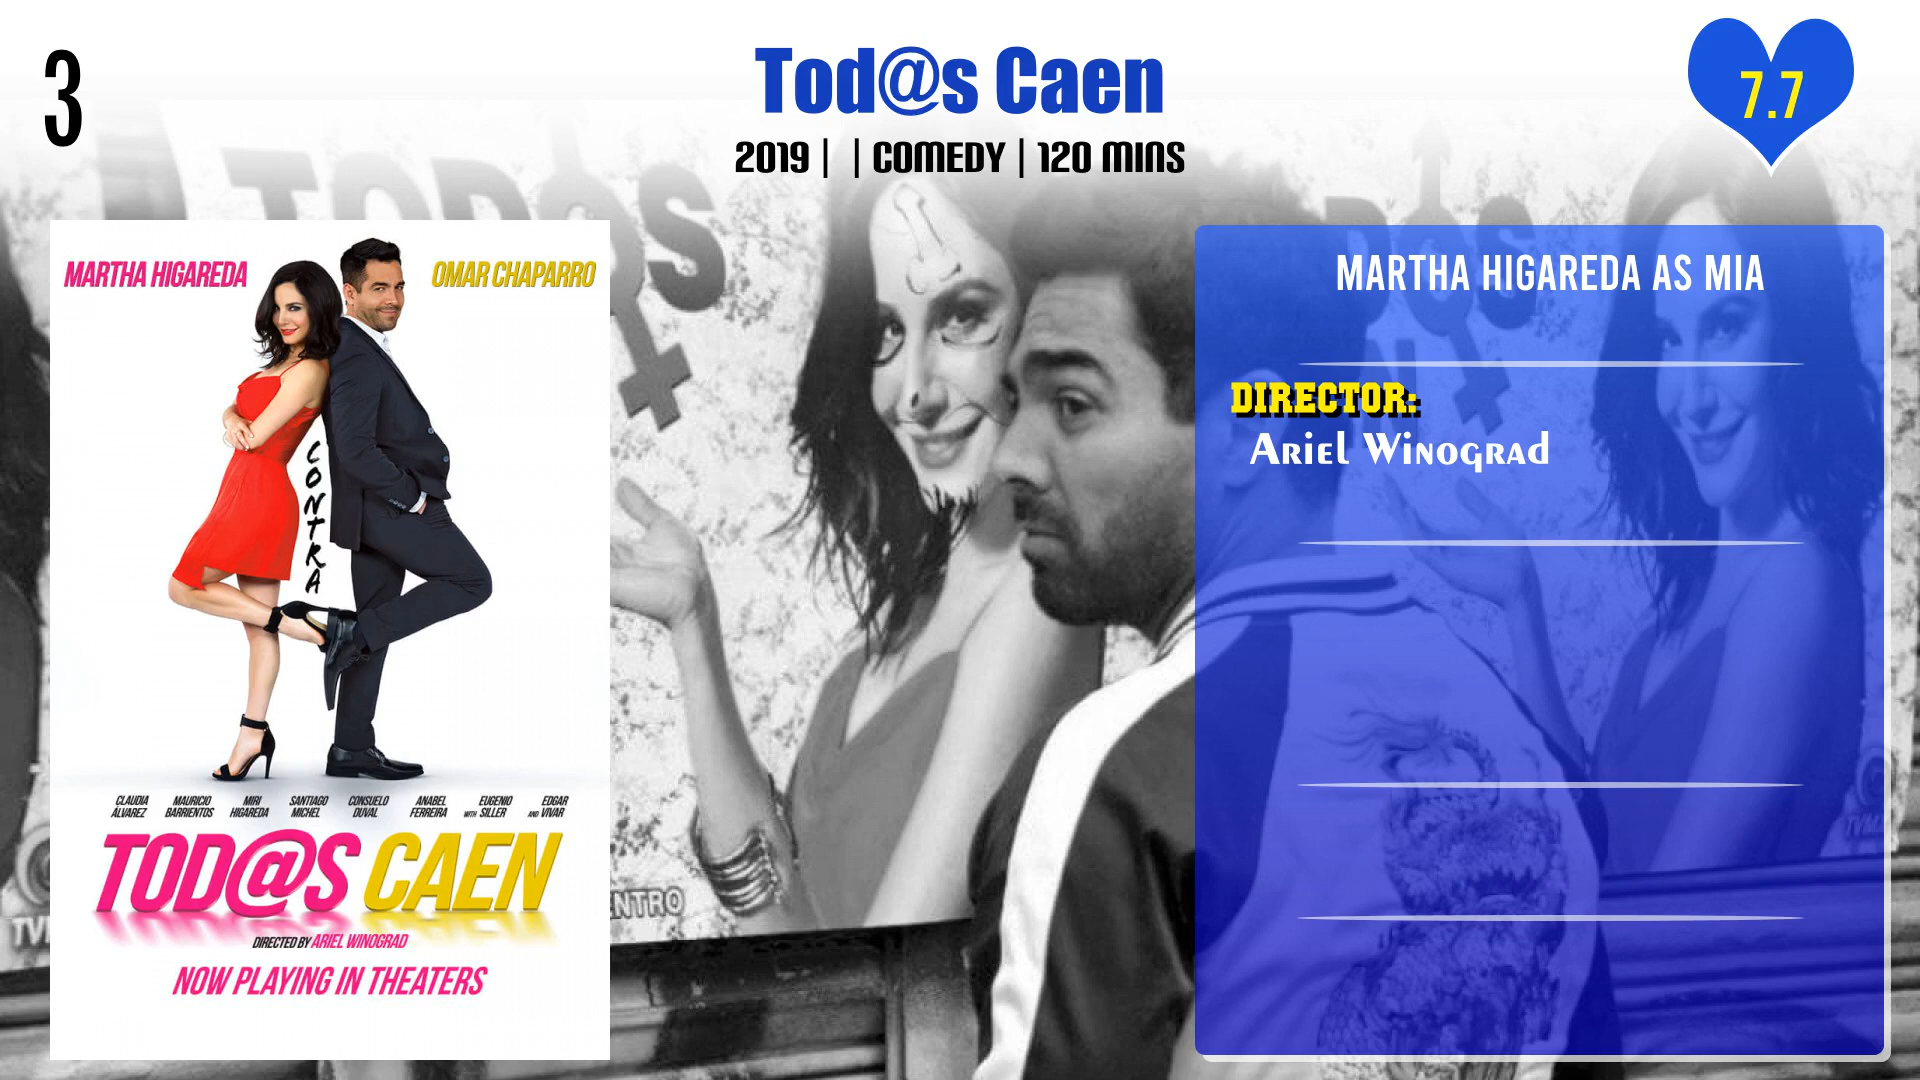 3
Tod@s Caen
7.7
2019 | | COMEDY | 120 MINS
MARTHA HIGAREDA
OMAR CHAPARRO
CONTRA
CLAUDIA ÁLVAREZ
MAURICIO BARRIENTOS
MIRI HIGAREDA
SANTIAGO MICHEL
CONSUELO DUVAL
ANABEL FERREIRA
WITH EUGENIO SILLER
AND EDGAR VIVAR
TOD@S CAEN
DIRECTED BY ARIEL WINOGRAD
NOW PLAYING IN THEATERS
TODOS
MARTHA HIGAREDA AS MIA
DIRECTOR:
Ariel Winograd